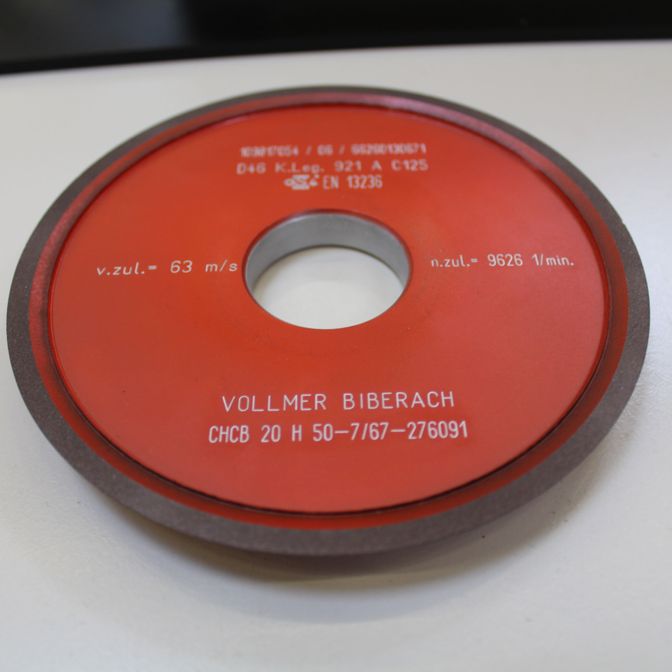 D46 K.Leg. 921 A C125
EN 13236
v.zul.= 63 m/s
n.zul.= 9626 1/min.
VOLLMER BIBERACH
CHCB 20 H 50-7/67-276091